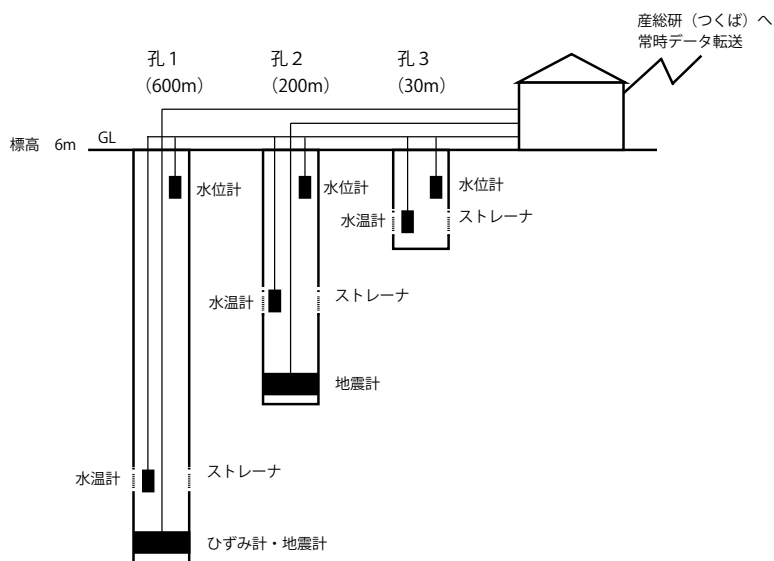 産総研（つくば）へ
常時データ転送
孔１
（600m）
孔２
（200m）
孔３
（30m）
標高　6m
GL
水位計
水位計
水位計
水温計
ストレーナ
水温計
ストレーナ
地震計
水温計
ストレーナ
ひずみ計・地震計